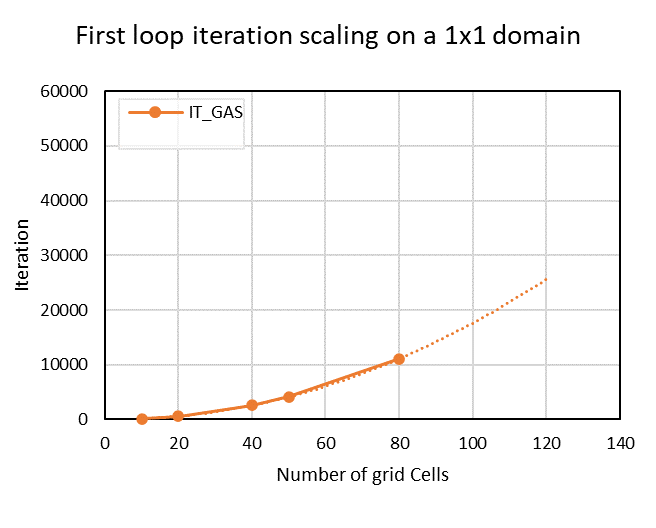 First loop iteration scaling on a 1x1 domain
60000
IT_GAS
50000
40000
30000
20000
10000
0
Iteration
0 20 40 60 80 100 120 140
Number of grid Cells